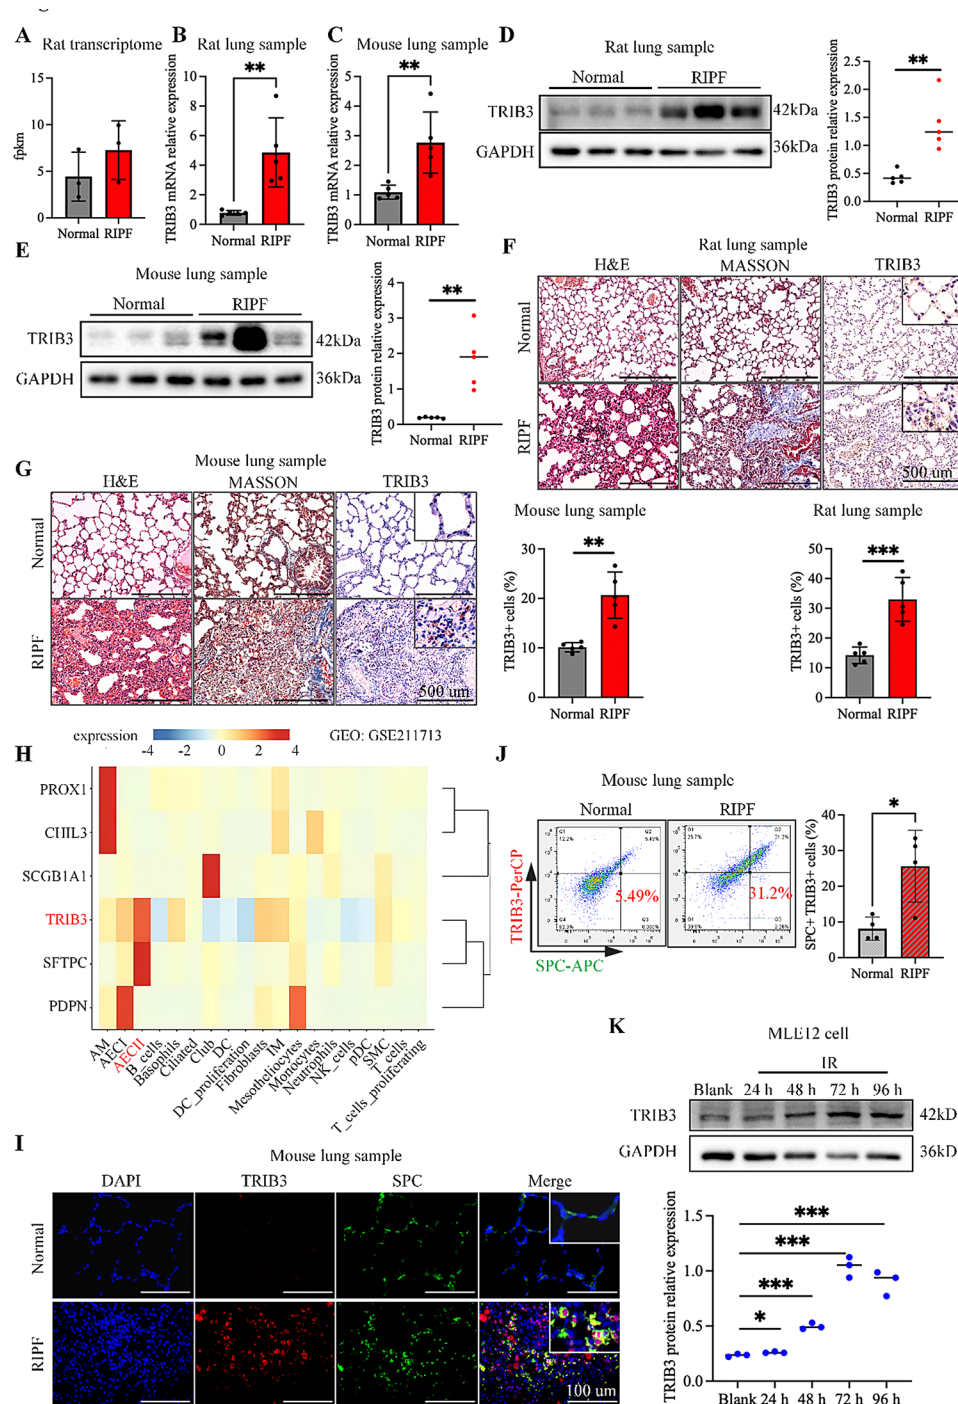 A Rat transcriptome
fpkm
15
10
5
0
Normal RIPF
B Rat lung sample
TRIB3 mRNA relative expression
**
10
8
6
4
2
0
Normal RIPF
C Mouse lung sample
TRIB3 mRNA relative expression
**
5
4
3
2
1
0
Normal RIPF
D Rat lung sample
Normal RIPF
TRIB3 42kDa
GAPDH 36kDa
TRIB3 protein relative expression
**
2.5
2.0
1.5
1.0
0.5
0.0
Normal RIPF
E Mouse lung sample
Normal RIPF
TRIB3 42kDa
GAPDH 36kDa
TRIB3 protein relative expression
**
4
3
2
1
0
Normal RIPF
F Rat lung sample
H&E MASSON TRIB3
Normal
RIPF
500 um
G Mouse lung sample
H&E MASSON TRIB3
Normal
RIPF
500 um
Mouse lung sample
TRIB3+ cells (%)
**
30
20
10
0
Normal RIPF
Rat lung sample
TRIB3+ cells (%)
***
50
40
30
20
10
0
Normal RIPF
H
expression -4 -2 0 2 4 GEO: GSE211713
PROX1
CHIL3
SCGB1A1
TRIB3
SFTPC
PDPN
AM
AECI
AECII
B_cells
Basophils
Ciliated
Club
DC
DC_proliferation
Fibroblasts
IM
Mesotheliocytes
Monocytes
Neutrophils
NK_cells
pDC
SMC
T_cells
T_cells_proliferating
I Mouse lung sample
DAPI TRIB3 SPC Merge
Normal
RIPF
100 um
J Mouse lung sample
Normal RIPF
TRIB3-PerCP
5.49%
31.2%
SPC-APC
SPC+ TRIB3+ cells (%)
*
40
30
20
10
0
Normal RIPF
K MLE12 cell
IR
Blank 24 h 48 h 72 h 96 h
TRIB3 42kD
GAPDH 36kD
TRIB3 protein relative expression
***
***
***
*
1.5
1.0
0.5
0.0
Blank 24 h 48 h 72 h 96 h